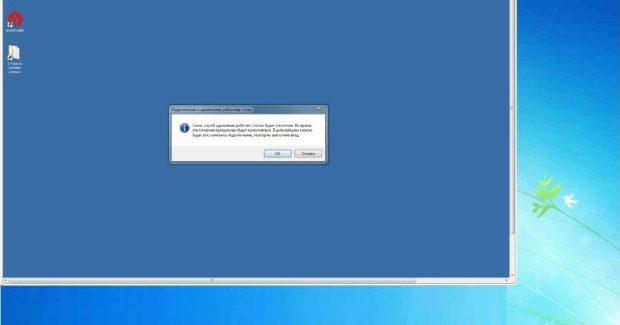 Подключение к удаленному рабочему столу
Сеанс служб удаленных рабочих столов будет отключен. Во время
отключения программы будут выполняться. В дальнейшем можно
будет восстановить подключение, повторно выполнив вход.
ОК
Отмена